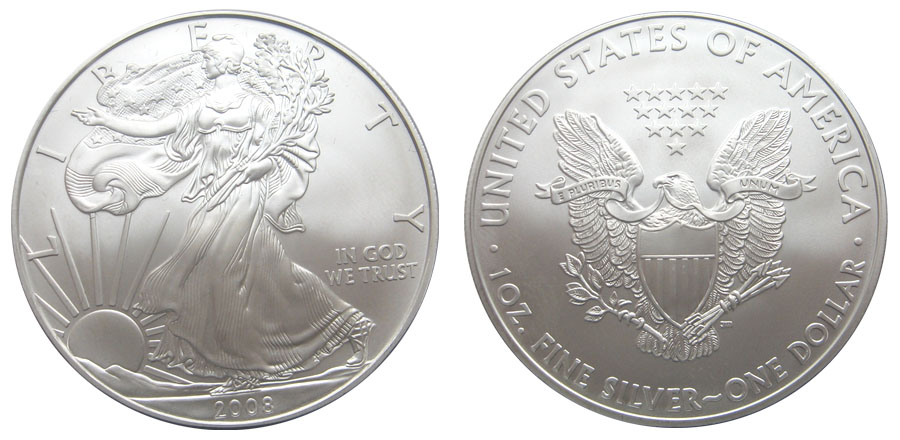 LIBERTY
IN GOD
WE TRUST
2008
UNITED STATES OF AMERICA
E PLURIBUS UNUM
· 1 OZ. FINE SILVER~ONE DOLLAR ·